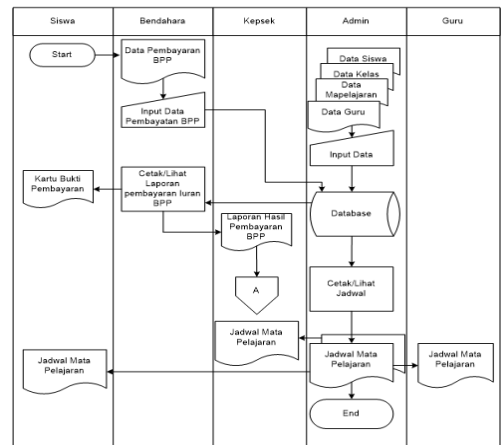 Siswa
Bendahara
Kepsek
Admin
Guru
Start
Data Pembayaran
BPP
Input Data
Pembayatan BPP
Data Siswa
Data Kelas
Data
Mapelajaran
Data Guru
Input Data
Kartu Bukti
Pembayaran
Cetak/Lihat
Laporan
pembayaran Iuran
BPP
Laporan Hasil
Pembayaran
BPP
Database
A
Cetak/Lihat
Jadwal
Jadwal Mata
Pelajaran
Jadwal Mata
Pelajaran
Jadwal Mata
Pelajaran
Jadwal Mata
Pelajaran
End